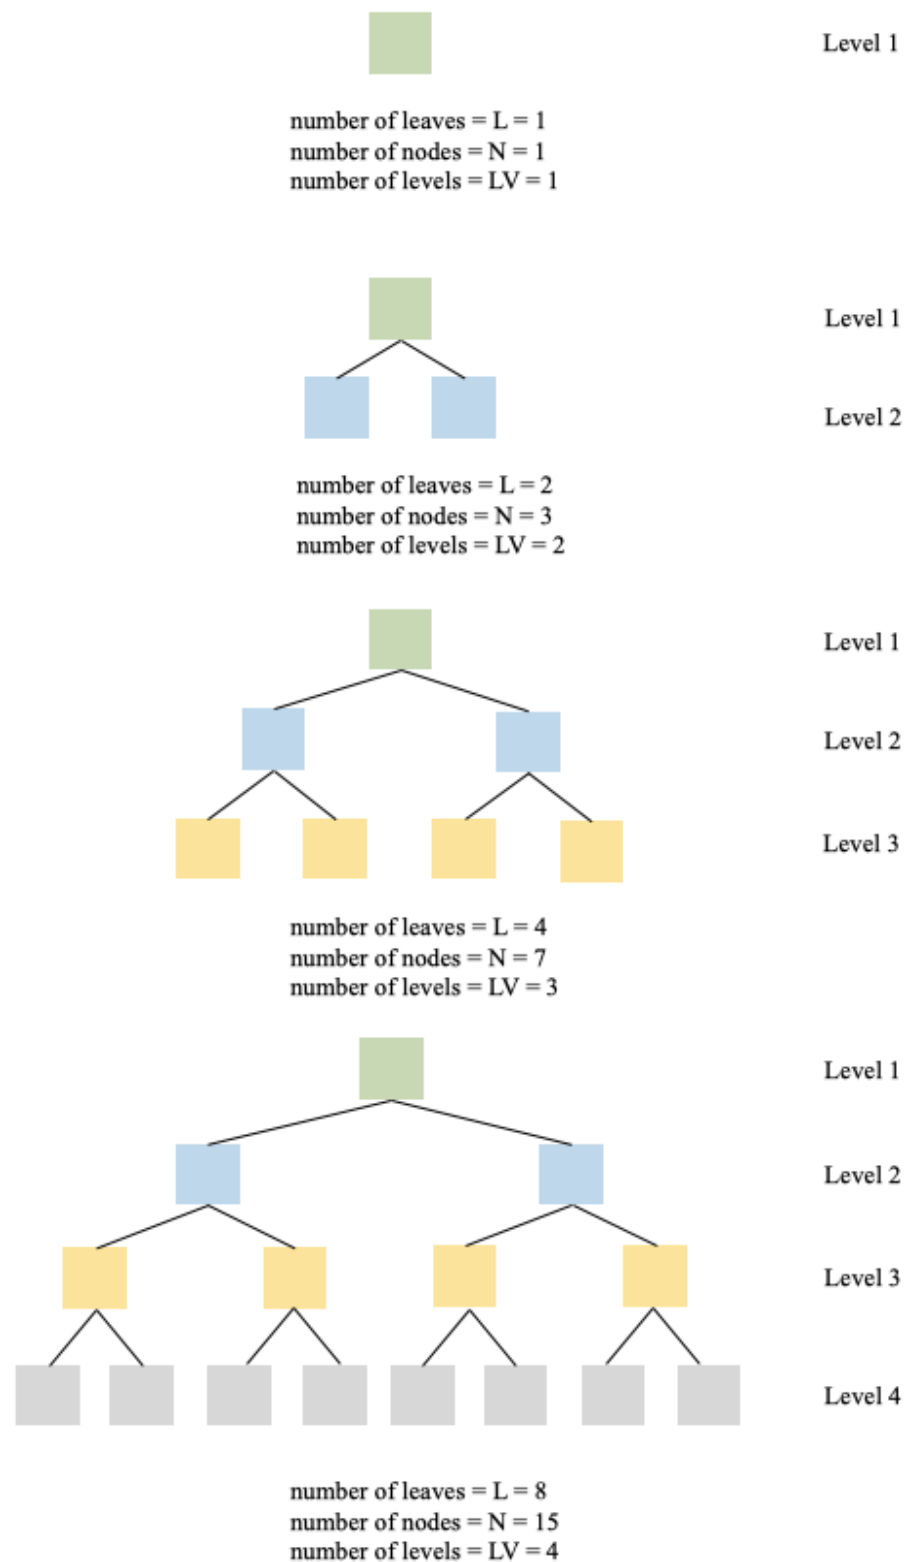 Level 1
number of leaves = L = 1
number of nodes = N = 1
number of levels = LV = 1
Level 1
Level 2
number of leaves = L = 2
number of nodes = N = 3
number of levels = LV = 2
Level 1
Level 2
Level 3
number of leaves = L = 4
number of nodes = N = 7
number of levels = LV = 3
Level 1
Level 2
Level 3
Level 4
number of leaves = L = 8
number of nodes = N = 15
number of levels = LV = 4